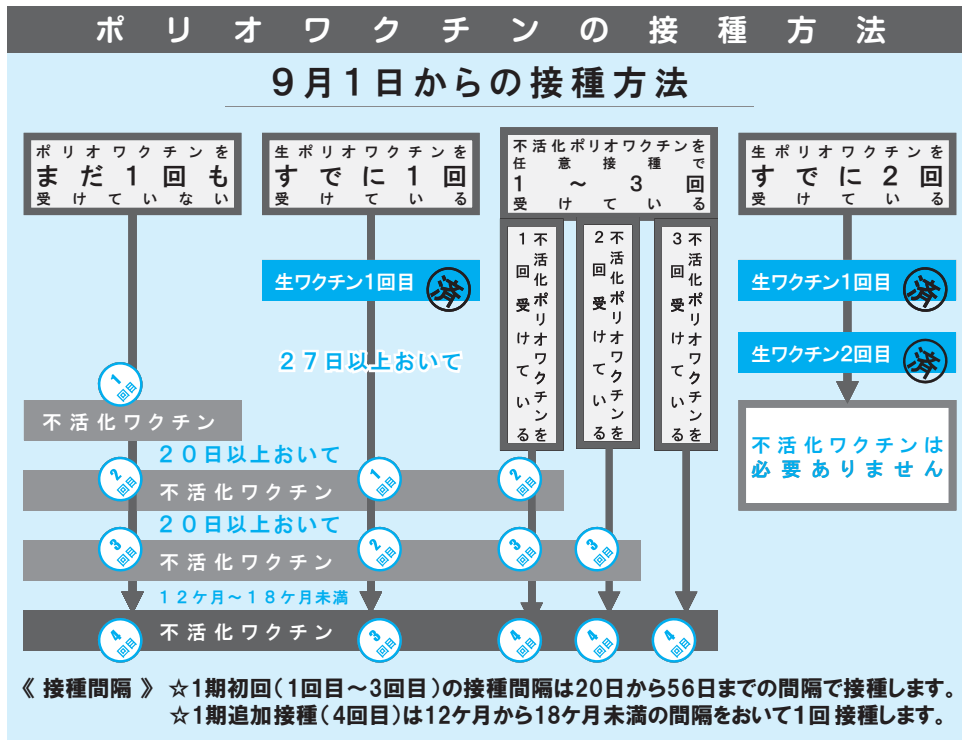 ポリオワクチンの接種方法
9月1日からの接種方法
ポリオワクチンを
まだ1回も
受けていない
生ポリオワクチンを
すでに1回
受けている
不活化ポリオワクチンを
任意接種で
1～3回
受けている
生ポリオワクチンを
すでに2回
受けている
不活化ポリオワクチンを
1回受けている
不活化ポリオワクチンを
2回受けている
不活化ポリオワクチンを
3回受けている
生ワクチン1回目
済
生ワクチン1回目
済
生ワクチン2回目
済
27日以上おいて
1回目
不活化ワクチン
不活化ワクチンは
必要ありません
20日以上おいて
2回目
不活化ワクチン
1回目
2回目
20日以上おいて
3回目
不活化ワクチン
2回目
3回目
3回目
12ケ月～18ケ月未満
4回目
不活化ワクチン
3回目
4回目
4回目
4回目
《 接種間隔 》 ☆1期初回(1回目～3回目)の接種間隔は20日から56日までの間隔で接種します。
☆1期追加接種(4回目)は12ケ月から18ケ月未満の間隔をおいて1回接種します。